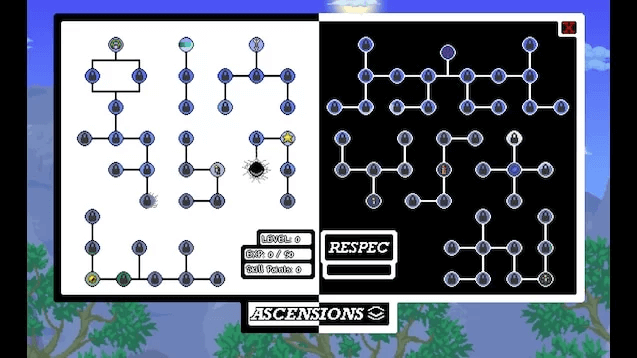 LEVEL: 0
EXP: 0 / 50
Skill Points: 0
RESPEC
ASCENSIONS